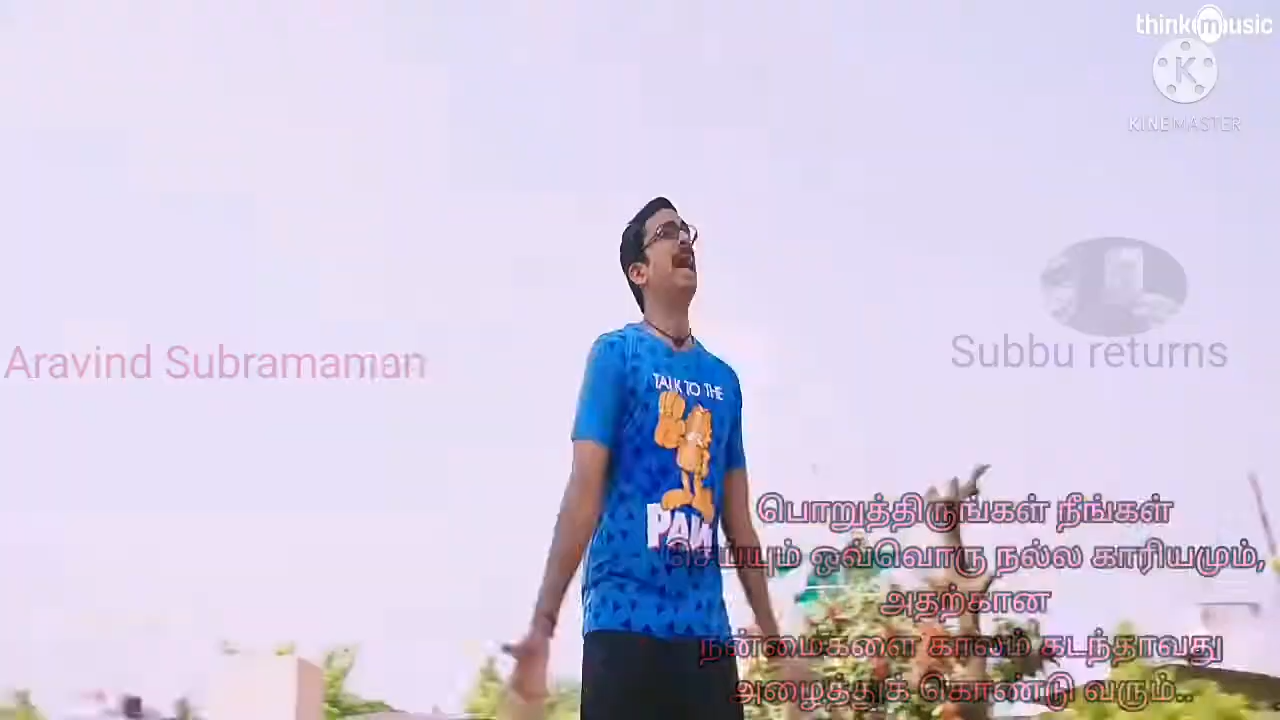 thinkmusic
KINEMASTER
Aravind Subramaman
Subbu returns
TALK TO THE
PAW
பொறுத்திருங்கள் நீங்கள்
செய்யும் ஒவ்வொரு நல்ல காரியமும்,
அதற்கான
நன்மைகளை காலம் கடந்தாவது
அழைத்துக் கொண்டு வரும்..